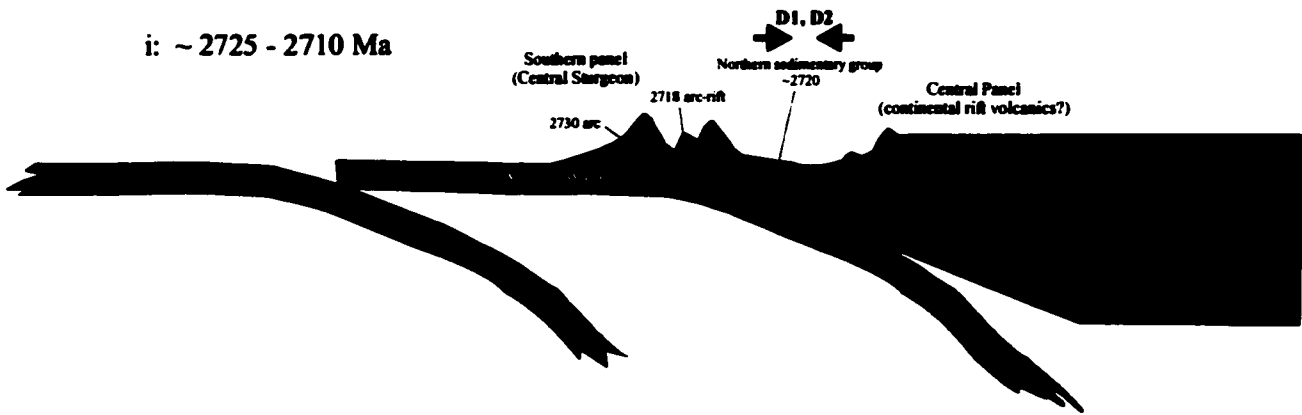 i: ~ 2725 - 2710 Ma
D1, D2
Southern panel
(Central Sturgeon)
Northern sedimentary group
~2720
2718 arc-rift
2730 arc
Central Panel
(continental rift volcanics?)